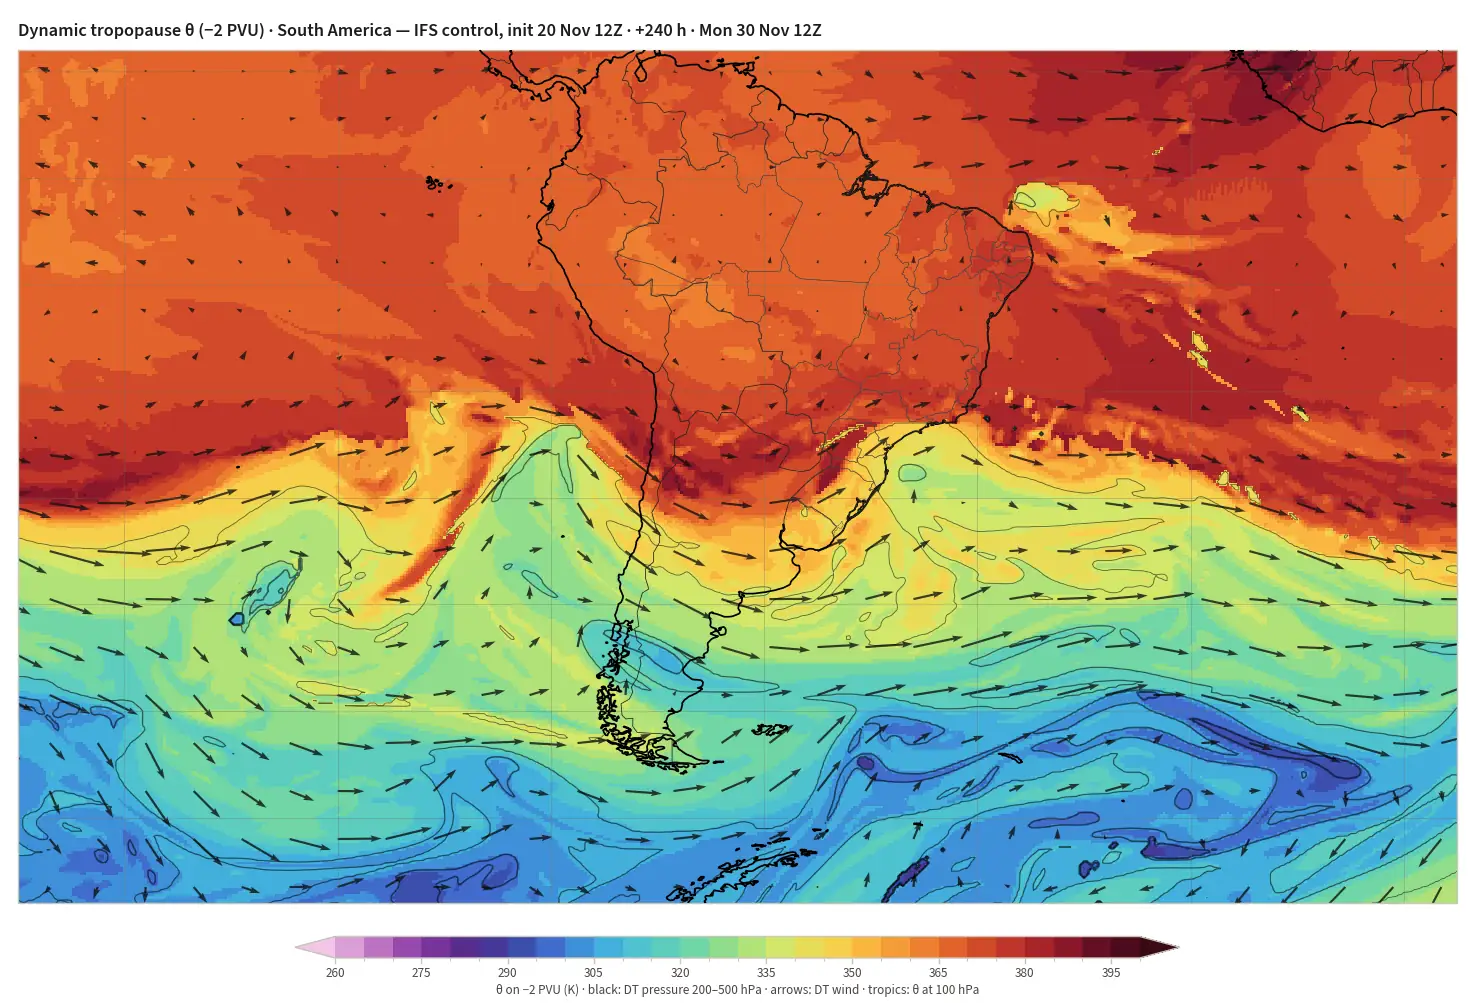 Dynamic tropopause θ (−2 PVU) · South America — IFS control, init 20 Nov 12Z · +240 h · Mon 30 Nov 12Z
260 275 290 305 320 335 350 365 380 395
θ on −2 PVU (K) · black: DT pressure 200–500 hPa · arrows: DT wind · tropics: θ at 100 hPa